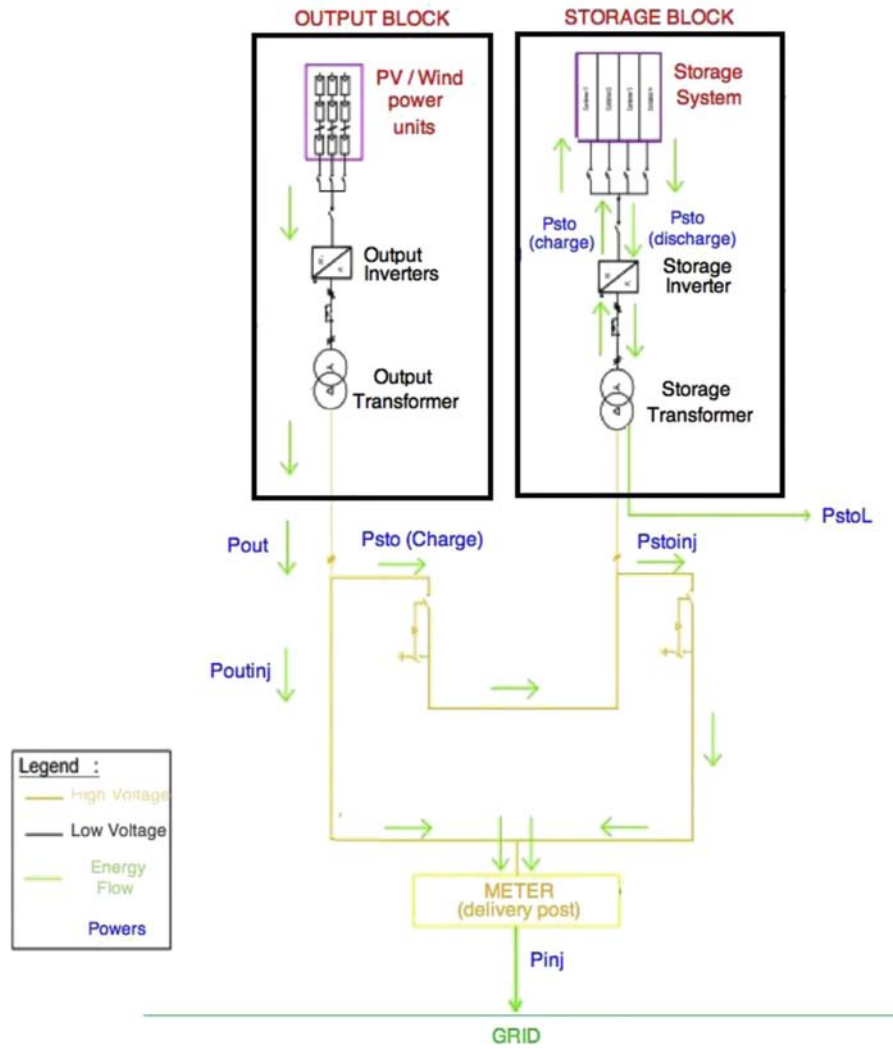 OUTPUT BLOCK
STORAGE BLOCK
PV / Wind
power
units
Storage
System
Psto
(charge)
Psto
(discharge)
Output
Inverters
Storage
Inverter
Output
Transformer
Storage
Transformer
PstoL
Pout
Psto (Charge)
Pstoinj
Poutinj
Legend :
High Voltage
Low Voltage
Energy
Flow
Powers
METER
(delivery post)
Pinj
GRID